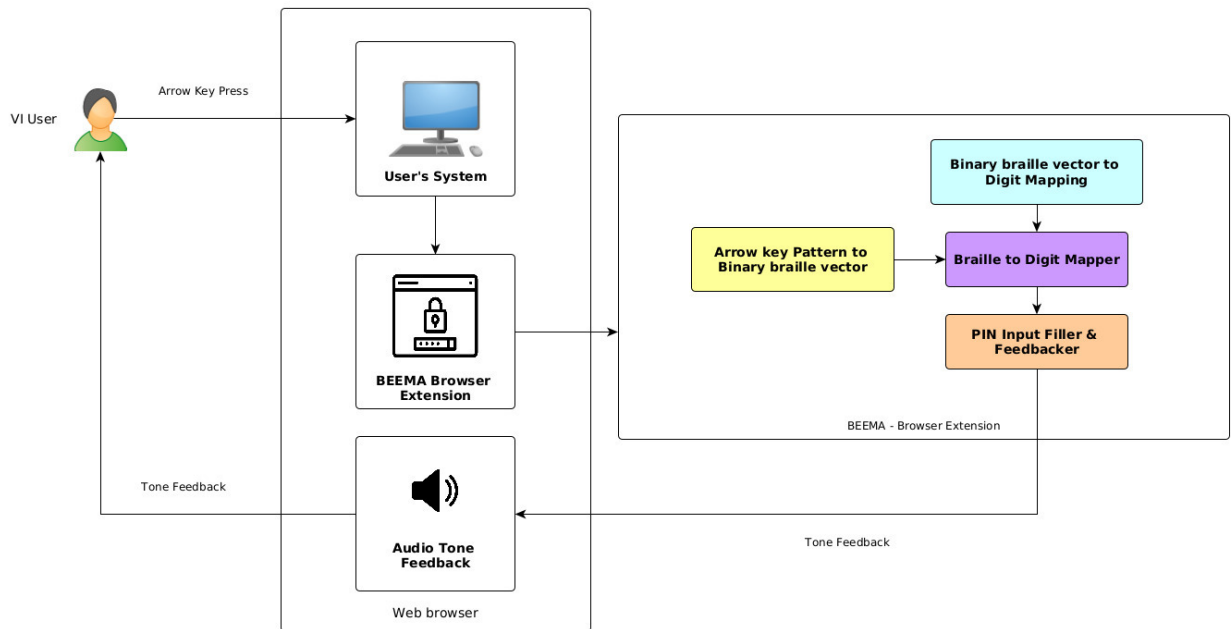 VI User
Arrow Key Press
User's System
BEEMA Browser
Extension
Audio Tone
Feedback
Web browser
Tone Feedback
Binary braille vector to
Digit Mapping
Arrow key Pattern to
Binary braille vector
Braille to Digit Mapper
PIN Input Filler &
Feedbacker
BEEMA - Browser Extension
Tone Feedback